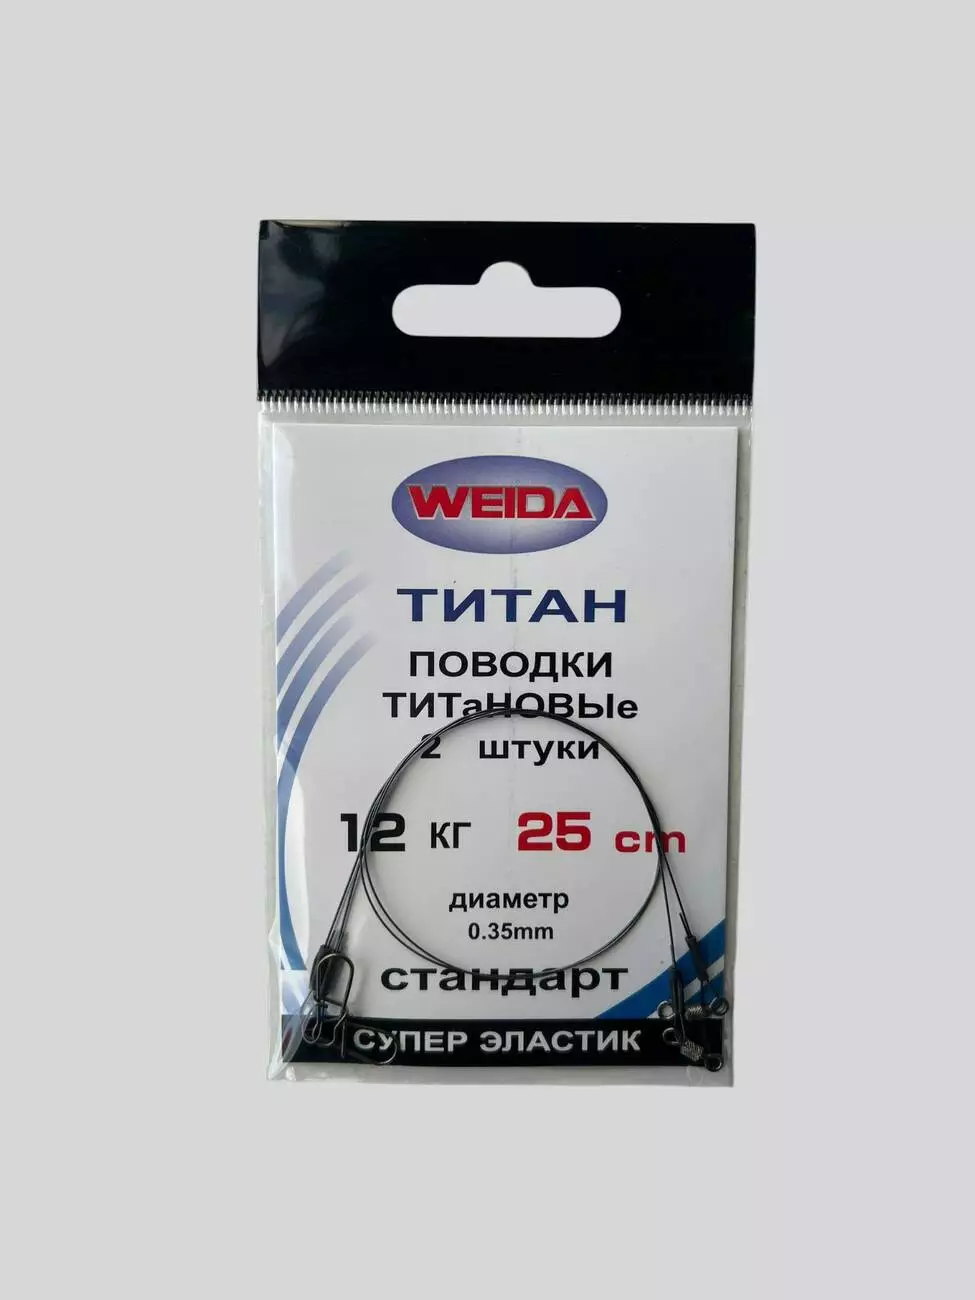 WEIDA
ТИТАН
ПОВОДКИ
ТИТаНОВЫе
2 штуки
12 КГ 25 cm
диаметр
0.35mm
стандарт
СУПЕР ЭЛАСТИК